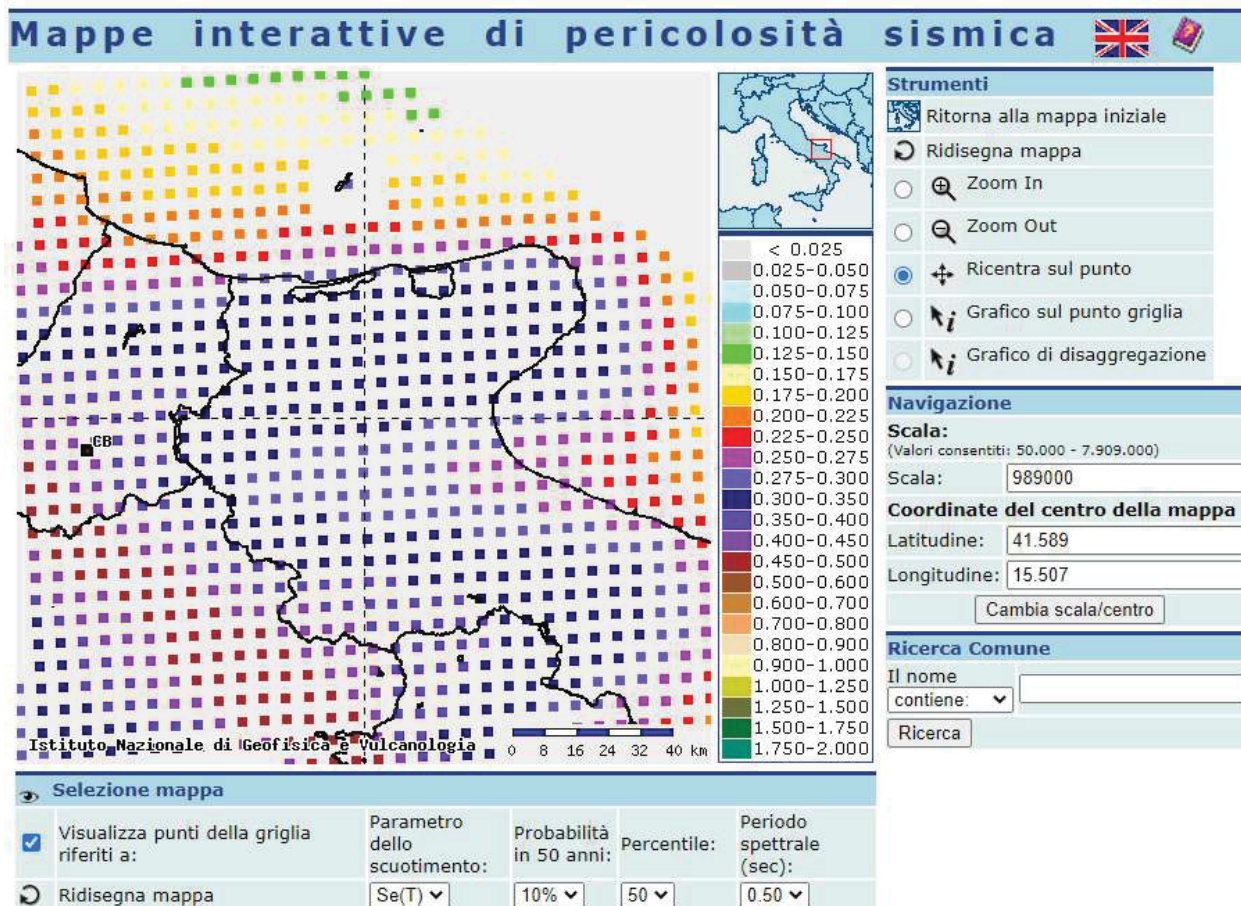 Mappe interattive di pericolosità sismica
CB
Istituto Nazionale di Geofisica e Vulcanologia
0 8 16 24 32 40 km
< 0.025
0.025-0.050
0.050-0.075
0.075-0.100
0.100-0.125
0.125-0.150
0.150-0.175
0.175-0.200
0.200-0.225
0.225-0.250
0.250-0.275
0.275-0.300
0.300-0.350
0.350-0.400
0.400-0.450
0.450-0.500
0.500-0.600
0.600-0.700
0.700-0.800
0.800-0.900
0.900-1.000
1.000-1.250
1.250-1.500
1.500-1.750
1.750-2.000
Strumenti
Ritorna alla mappa iniziale
Ridisegna mappa
Zoom In
Zoom Out
Ricentra sul punto
Grafico sul punto griglia
Grafico di disaggregazione
Navigazione
Scala:
(Valori consentiti: 50.000 - 7.909.000)
Scala: 989000
Coordinate del centro della mappa
Latitudine: 41.589
Longitudine: 15.507
Cambia scala/centro
Ricerca Comune
Il nome
contiene:
Ricerca
Selezione mappa
Visualizza punti della griglia
riferiti a:
Parametro
dello
scuotimento:
Probabilità
in 50 anni:
Percentile:
Periodo
spettrale
(sec):
Ridisegna mappa
Se(T) 10% 50 0.50